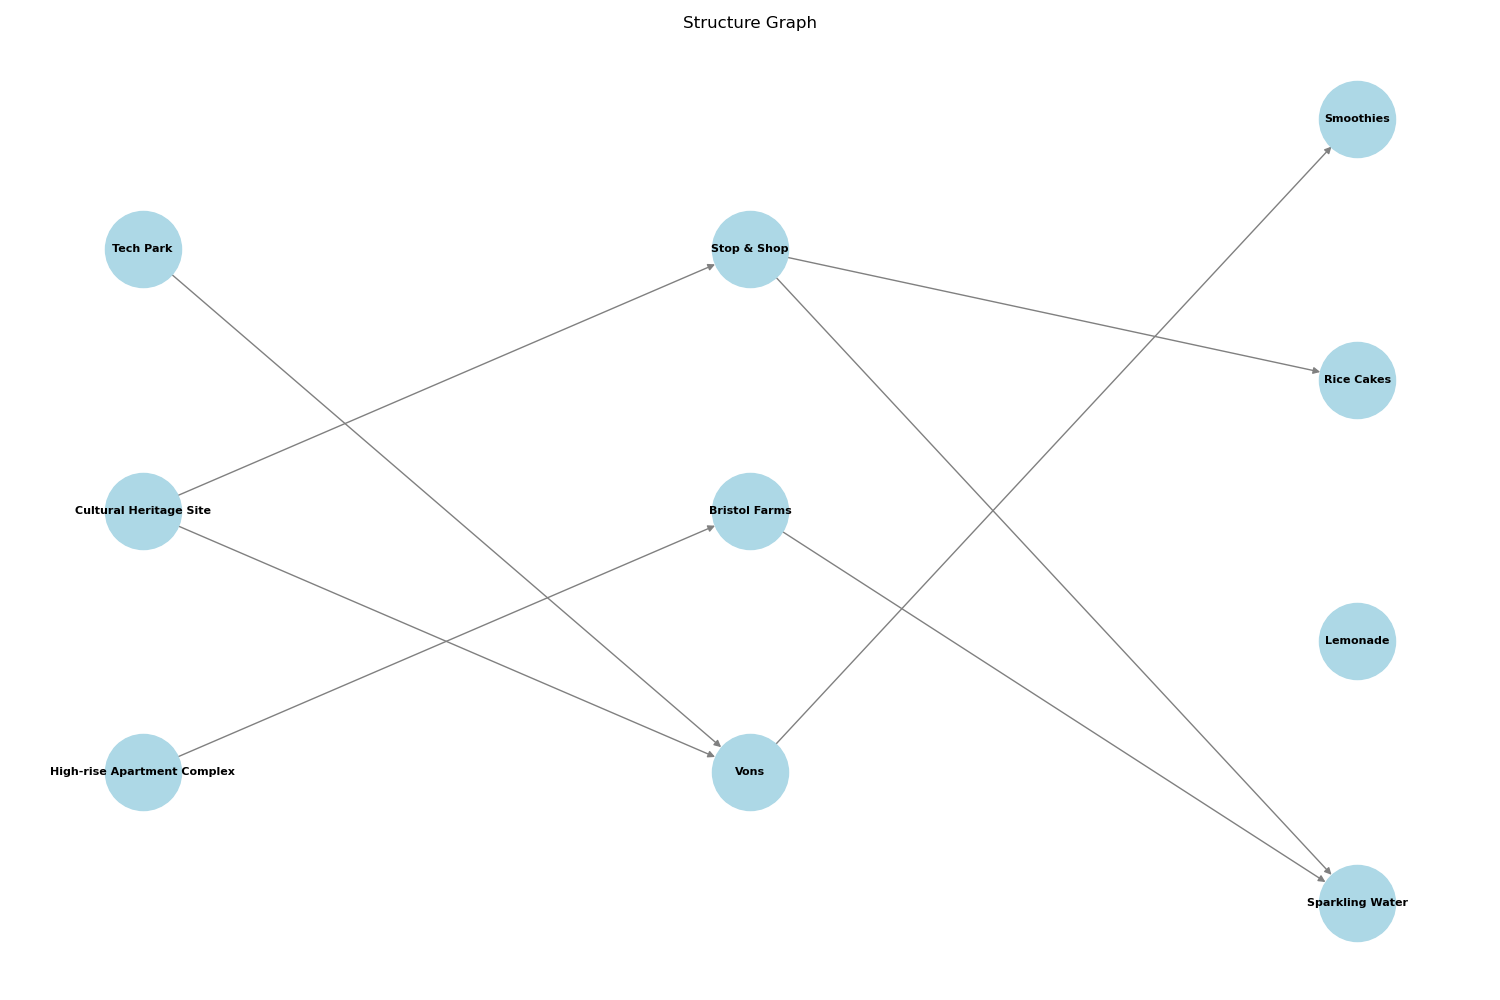 Structure Graph
Smoothies
Tech Park
Stop & Shop
Rice Cakes
Cultural Heritage Site
Bristol Farms
Lemonade
High-rise Apartment Complex
Vons
Sparkling Water